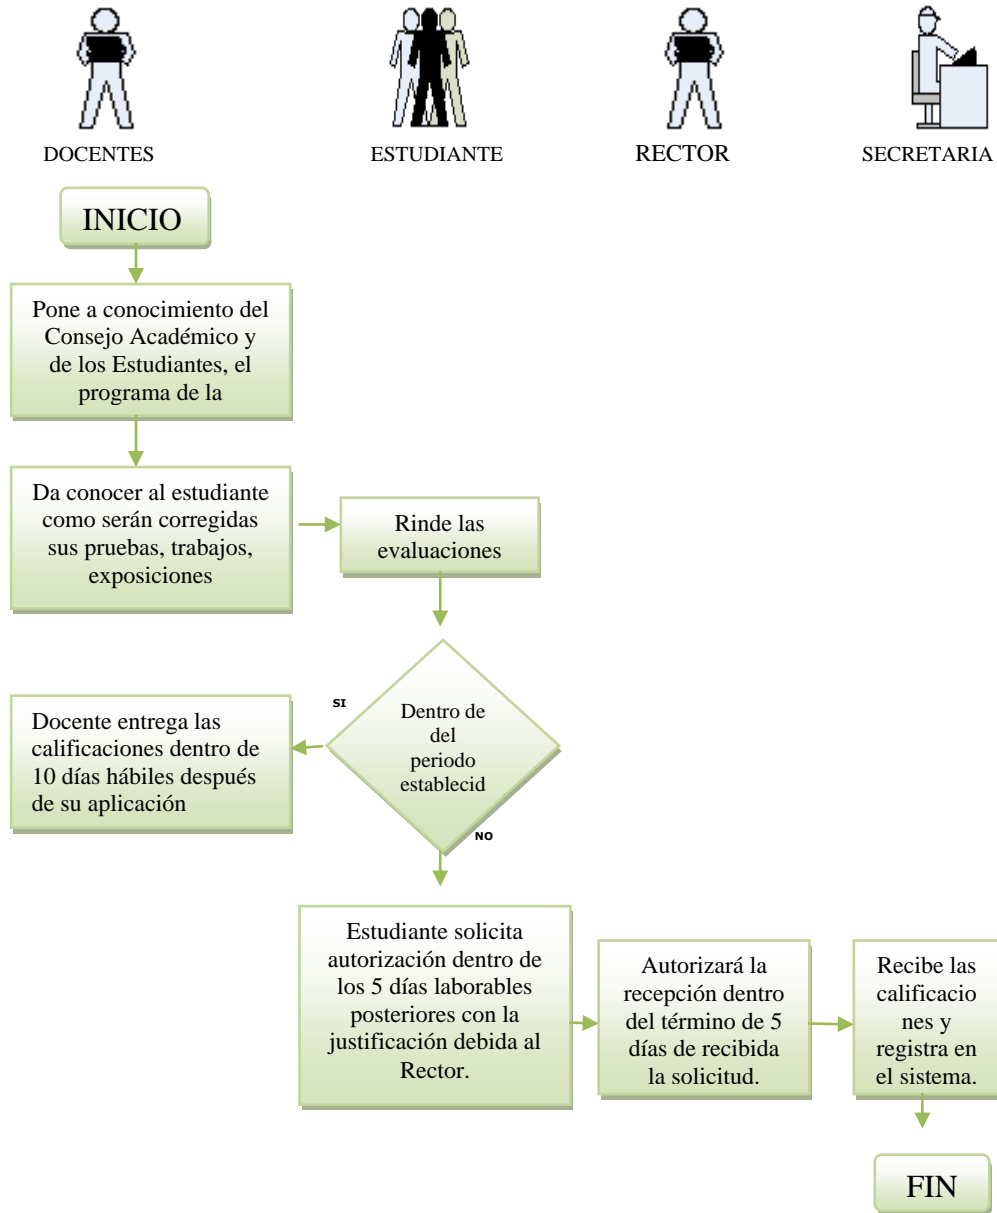 DOCENTES
ESTUDIANTE
RECTOR
SECRETARIA
INICIO
Pone a conocimiento del
Consejo Académico y
de los Estudiantes, el
programa de la
Da conocer al estudiante
como serán corregidas
sus pruebas, trabajos,
exposiciones
Rinde las
evaluaciones
SI
Dentro de
del
periodo
establecid
Docente entrega las
calificaciones dentro de
10 días hábiles después
de su aplicación
NO
Estudiante solicita
autorización dentro de
los 5 días laborables
posteriores con la
justificación debida al
Rector.
Autorizará la
recepción dentro
del término de 5
días de recibida
la solicitud.
Recibe las
calificacio
nes y
registra en
el sistema.
FIN